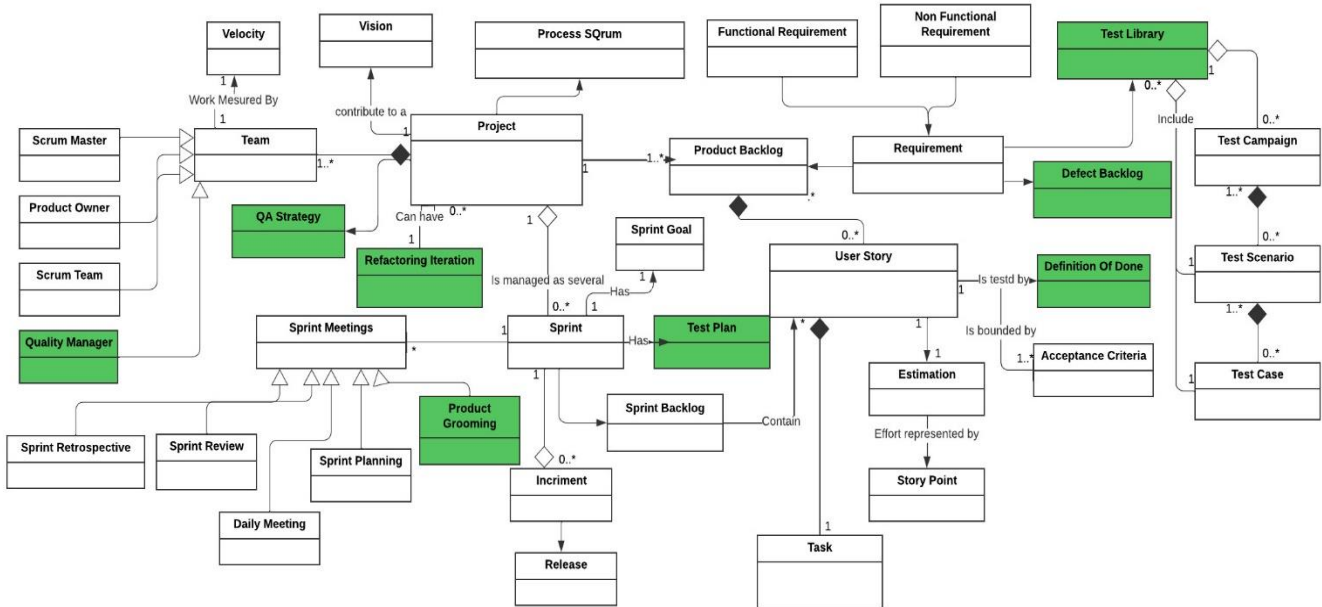 Velocity
Vision
Process SQrum
Functional Requirement
Non Functional
Requirement
Test Library
1
Work Mesured By
1
contribute to a
1
0..*
0..*
1
Include
Scrum Master
Team
1..*
Project
1
1..*
Product Backlog
Requirement
0..*
Test Campaign
1..*
Product Owner
QA Strategy
Can have
0..*
1
Refactoring Iteration
1
Sprint Goal
.*
0..*
Defect Backlog
Scrum Team
Is managed as several
0..*
1
Has
1
User Story
1
1
Is testd by
Definition Of Done
0..*
1
Test Scenario
1..*
Quality Manager
Sprint Meetings
*
1
Sprint
Has
Test Plan
*
1
1
Is bounded by
1..*
Acceptance Criteria
0..*
1
Test Case
Estimation
1
Product
Grooming
Sprint Backlog
Contain
Effort represented by
Sprint Retrospective
Sprint Review
Sprint Planning
0..*
Incriment
Story Point
Daily Meeting
1
Release
Task